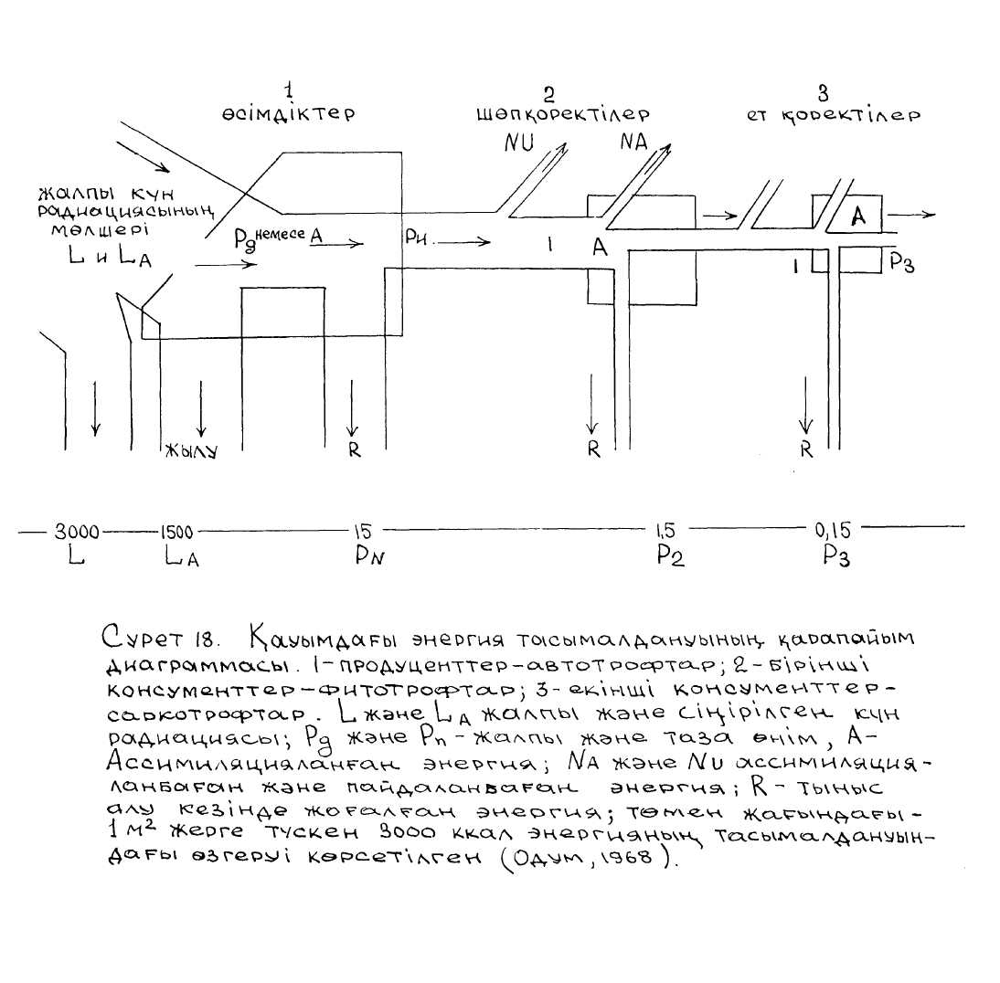 1
өсімдіктер
2
шөпқоректілер
3
ет қоректілер
NU
NA
жалпы күн
радиациясының
мөлшері
L и LA
Pg немесе A
Pн
I
A
A
I
P3
жылу
R
R
R
3000
1500
15
1,5
0,15
L
LA
PN
P2
P3
Сурет 18. Қауымдағы энергия тасымалдануының қарапайым
диаграммасы. 1-продуценттер-автотрофтар; 2-бірінші
консументтер-фитотрофтар; 3-екінші консументтер-
саркотрофтар. L және LA жалпы және сіңірілген күн
радиациясы; Pg және Pn - жалпы және таза өнім, A-
Ассимиляцияланған энергия; NA және NU ассимиляция-
ланбаған және пайдаланбаған энергия; R - тыныс
алу кезінде жоғалған энергия; төмен жағындағы-
1 м² жерге түскен 3000 ккал энергияның тасымалдануын-
дағы өзгеруі көрсетілген (Одум, 1968).